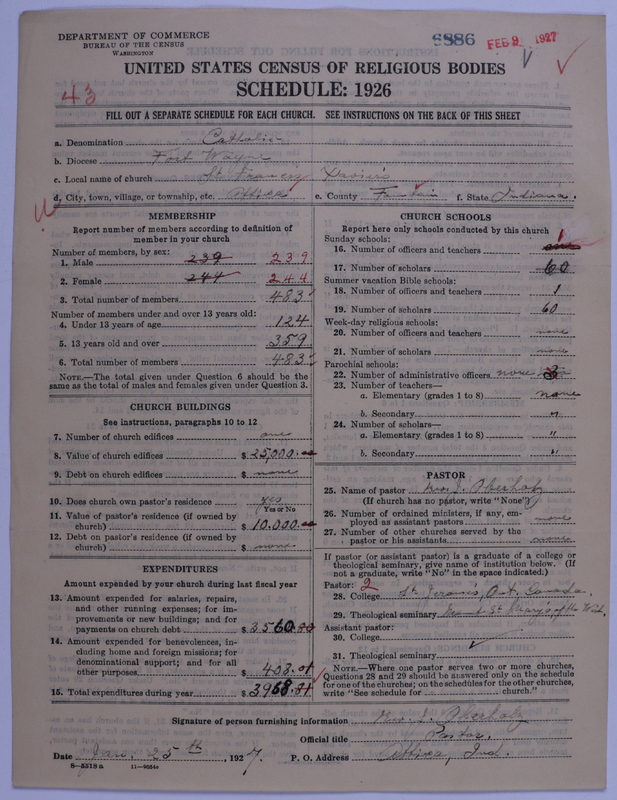 DEPARTMENT OF COMMERCE
BUREAU OF THE CENSUS
WASHINGTON
S886 FEB 9 1927
UNITED STATES CENSUS OF RELIGIOUS BODIES
43
SCHEDULE: 1926
FILL OUT A SEPARATE SCHEDULE FOR EACH CHURCH. SEE INSTRUCTIONS ON THE BACK OF THIS SHEET
a. Denomination Catholic
b. Diocese Fort Wayne
c. Local name of church St. Francis Xavier's
d. City, town, village, or township, etc. Attica e. County Fountain f. State Indiana.
MEMBERSHIP
Report number of members according to definition of
member in your church
Number of members, by sex:
1. Male 239 239
2. Female 244 244
3. Total number of members 483
Number of members under and over 13 years old:
4. Under 13 years of age 124
5. 13 years old and over 359
6. Total number of members 483
NOTE.—The total given under Question 6 should be the
same as the total of males and females given under Question 3.
CHURCH BUILDINGS
See instructions, paragraphs 10 to 12
7. Number of church edifices one
8. Value of church edifices $ 25,000.00
9. Debt on church edifices $ none
10. Does church own pastor's residence yes
Yes or No
11. Value of pastor's residence (if owned by
church) $ 10.000.00
12. Debt on pastor's residence (if owned by
church) $ none
EXPENDITURES
Amount expended by your church during last fiscal year
13. Amount expended for salaries, repairs,
and other running expenses; for im-
provements or new buildings; and for
payments on church debt $ 3560.80
14. Amount expended for benevolences, in-
cluding home and foreign missions; for
denominational support; and for all
other purposes $ 408.01
15. Total expenditures during year $ 3968.81
CHURCH SCHOOLS
Report here only schools conducted by this church
Sunday schools:
16. Number of officers and teachers one 1
17. Number of scholars 60
Summer vacation Bible schools:
18. Number of officers and teachers 1
19. Number of scholars 60
Week-day religious schools:
20. Number of officers and teachers none
21. Number of scholars none
Parochial schools:
22. Number of administrative officers none
23. Number of teachers—
a. Elementary (grades 1 to 8) none
b. Secondary "
24. Number of scholars—
a. Elementary (grades 1 to 8) "
b. Secondary "
PASTOR
25. Name of pastor
(If church has no pastor, write "None")
26. Number of ordained ministers, if any, em-
ployed as assistant pastors none
27. Number of other churches served by the
pastor or his assistants none
If pastor (or assistant pastor) is a graduate of a college or
theological seminary, give name of institution below. (If
not a graduate, write "No" in the space indicated.)
Pastor: 2
28. College St. Jeromes, Ont. Canada.
29. Theological seminary St. Mary's of the
Assistant pastor:
30. College
31. Theological seminary
NOTE.—Where one pastor serves two or more churches,
Questions 28 and 29 should be answered only on the schedule
for one of the churches; on the schedules for the other churches,
write "See schedule for church."
Signature of person furnishing information
Official title Pastor.
Date Jan. 25th, 1927. P. O. Address Attica, Ind.
8—5518a 11—9554c